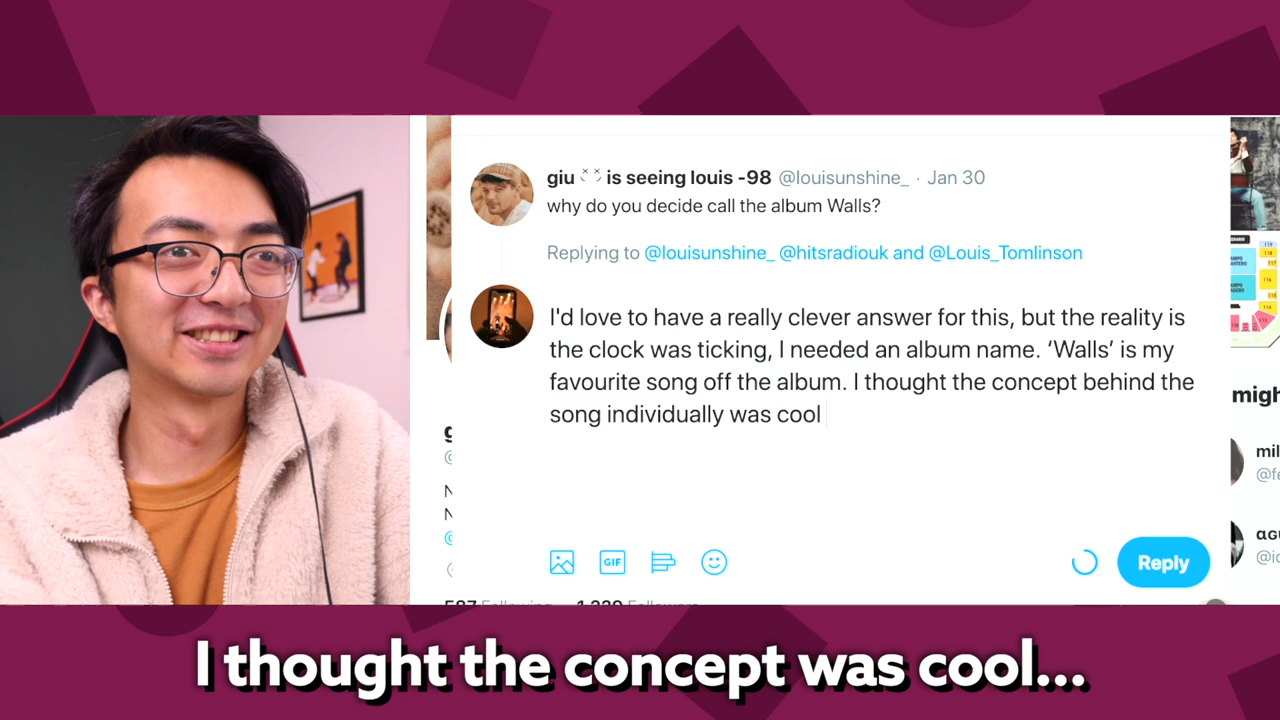 giu is seeing louis -98 @louisunshine_ · Jan 30
why do you decide call the album Walls?
Replying to @louisunshine_ @hitsradiouk and @Louis_Tomlinson
I'd love to have a really clever answer for this, but the reality is
the clock was ticking, I needed an album name. ‘Walls’ is my
favourite song off the album. I thought the concept behind the
song individually was cool
GIF
Reply
I thought the concept was cool...